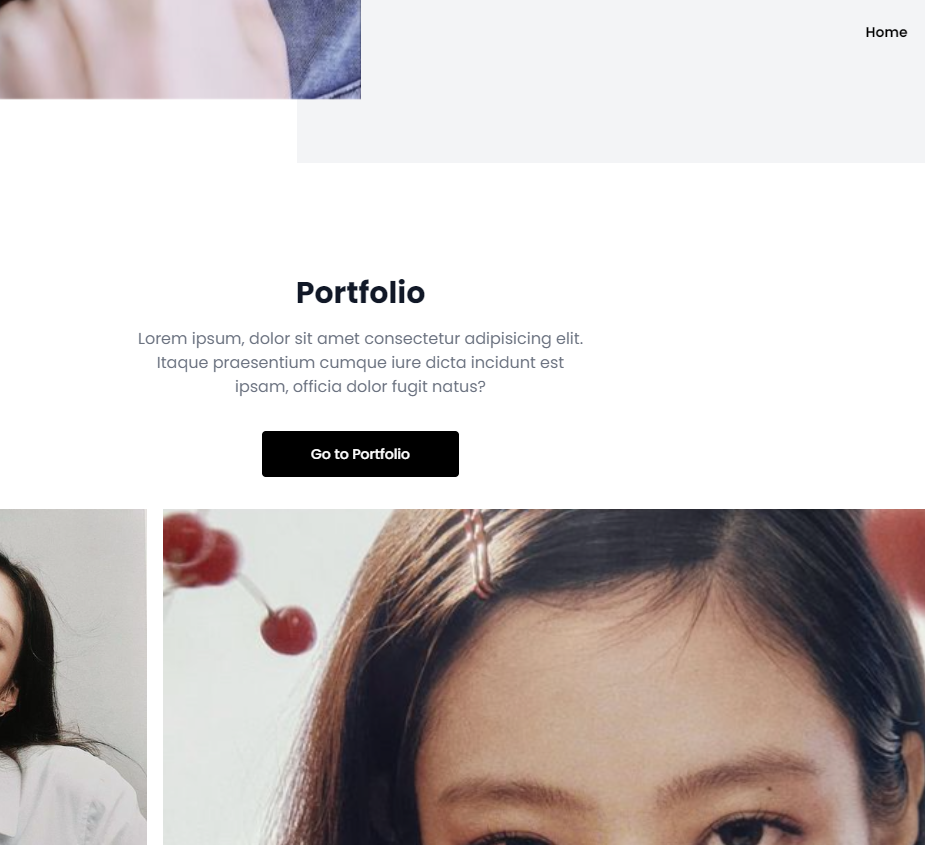 Home
Portfolio
Lorem ipsum, dolor sit amet consectetur adipisicing elit.
Itaque praesentium cumque iure dicta incidunt est
ipsam, officia dolor fugit natus?
Go to Portfolio